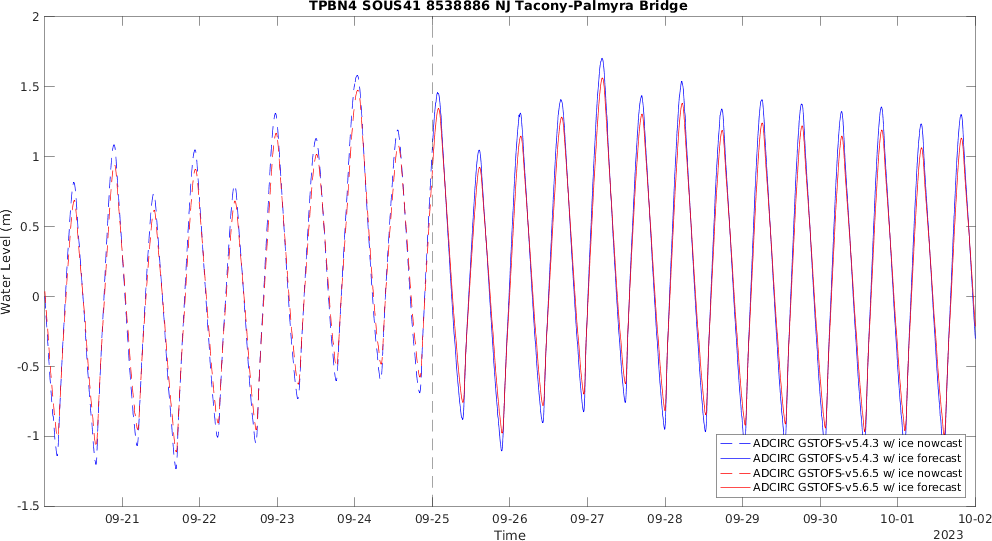 TPBN4 SOUS41 8538886 NJ Tacony-Palmyra Bridge
2
1.5
1
0.5
0
-0.5
-1
-1.5
Water Level (m)
09-21 09-22 09-23 09-24 09-25 09-26 09-27 09-28 09-29 09-30 10-01 10-02
Time
2023
ADCIRC GSTOFS-v5.4.3 w/ ice nowcast
ADCIRC GSTOFS-v5.4.3 w/ ice forecast
ADCIRC GSTOFS-v5.6.5 w/ ice nowcast
ADCIRC GSTOFS-v5.6.5 w/ ice forecast